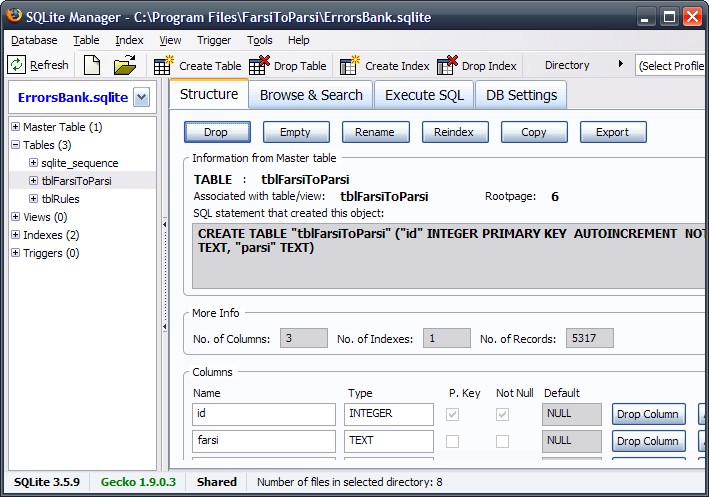 SQLite Manager - C:\Program Files\FarsiToParsi\ErrorsBank.sqlite
Database Table Index View Trigger Tools Help
Refresh Create Table Drop Table Create Index Drop Index Directory (Select Profile
ErrorsBank.sqlite
Master Table (1)
Tables (3)
sqlite_sequence
tblFarsiToParsi
tblRules
Views (0)
Indexes (2)
Triggers (0)
Structure Browse & Search Execute SQL DB Settings
Drop Empty Rename Reindex Copy Export
Information from Master table
TABLE : tblFarsiToParsi
Associated with table/view: tblFarsiToParsi Rootpage: 6
SQL statement that created this object:
CREATE TABLE "tblFarsiToParsi" ("id" INTEGER PRIMARY KEY AUTOINCREMENT NOT
TEXT, "parsi" TEXT)
More Info
No. of Columns: 3 No. of Indexes: 1 No. of Records: 5317
Columns
Name Type P. Key Not Null Default
id INTEGER NULL Drop Column
farsi TEXT NULL Drop Column
SQLite 3.5.9 Gecko 1.9.0.3 Shared Number of files in selected directory: 8